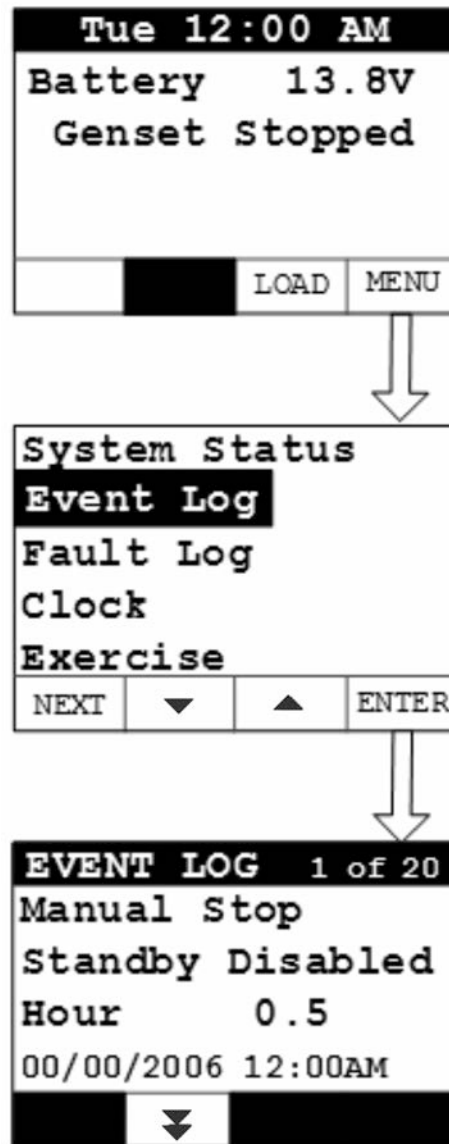 Tue 12:00 AM
Battery 13.8V
Genset Stopped
LOAD MENU
System Status
Event Log
Fault Log
Clock
Exercise
NEXT ENTER
EVENT LOG 1 of 20
Manual Stop
Standby Disabled
Hour 0.5
00/00/2006 12:00AM